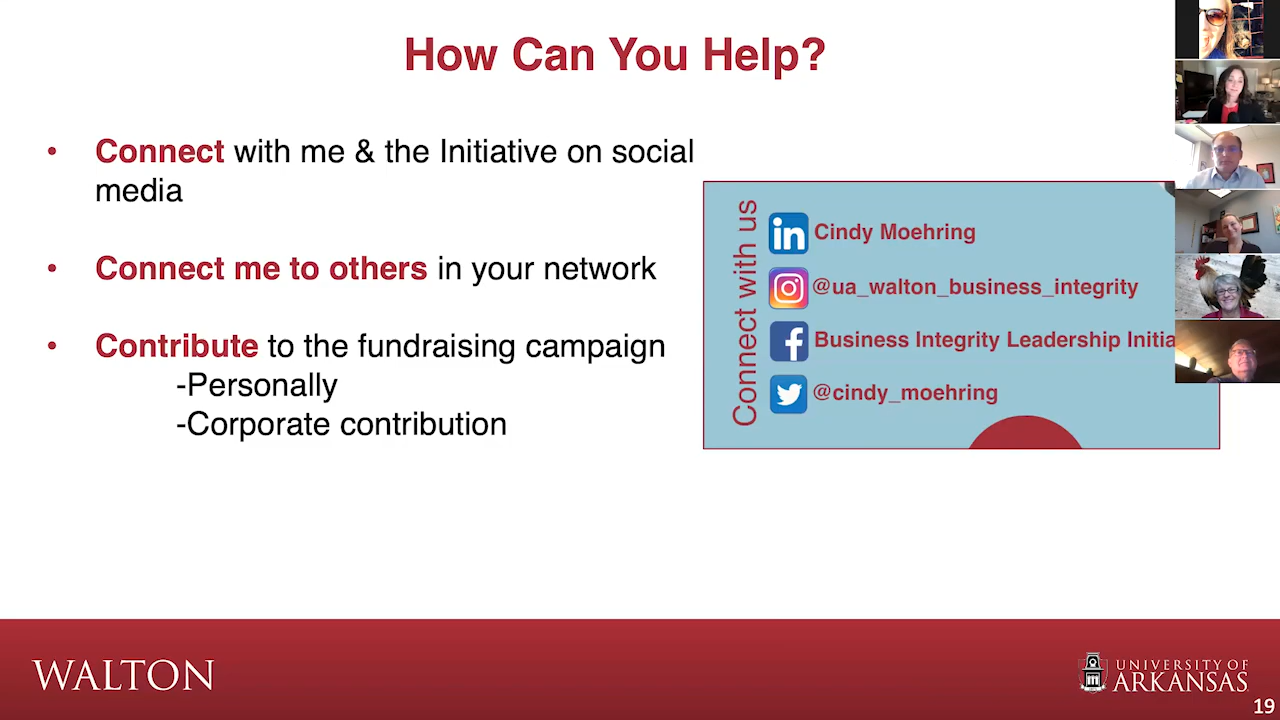 How Can You Help?
• Connect with me & the Initiative on social
media
• Connect me to others in your network
• Contribute to the fundraising campaign
-Personally
-Corporate contribution
Connect with us
in Cindy Moehring
@ua_walton_business_integrity
f Business Integrity Leadership Initia
@cindy_moehring
WALTON
UNIVERSITY OF
ARKANSAS
19